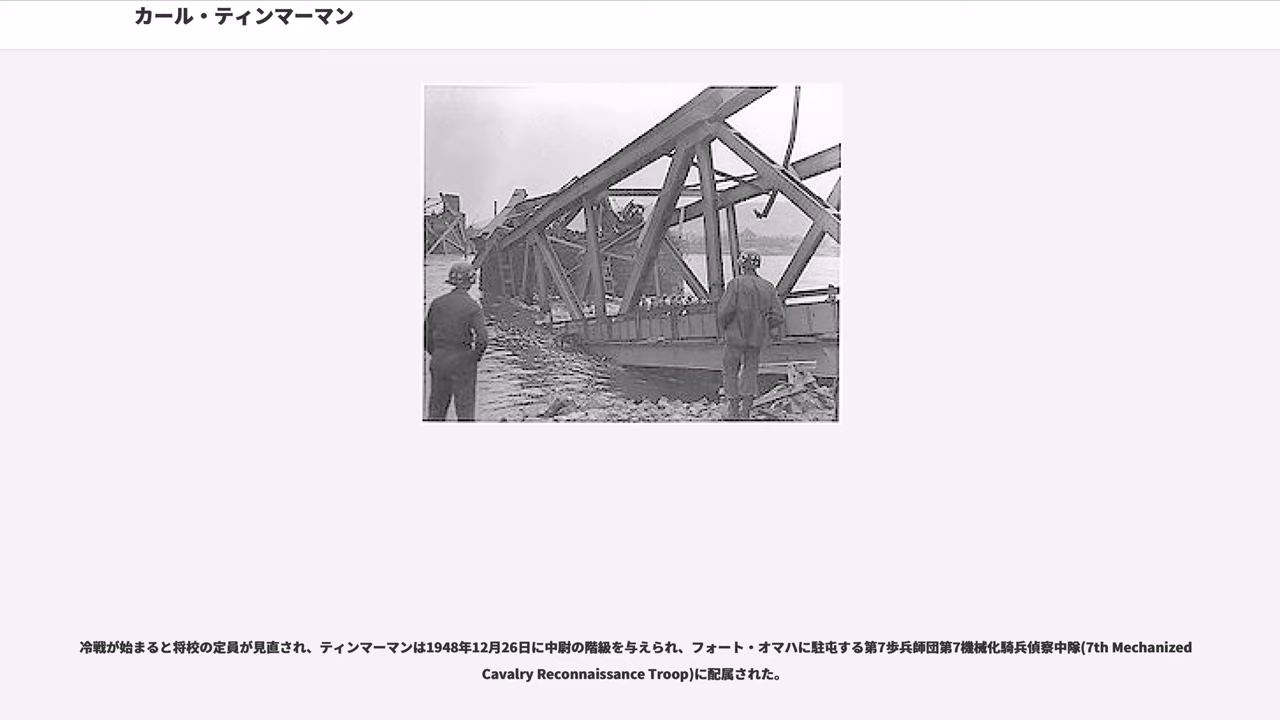 カール・ティンマーマン
冷戦が始まると将校の定員が見直され、ティンマーマンは1948年12月26日に中尉の階級を与えられ、フォート・オマハに駐屯する第7歩兵師団第7機械化騎兵偵察中隊(7th Mechanized
Cavalry Reconnaissance Troop)に配属された。